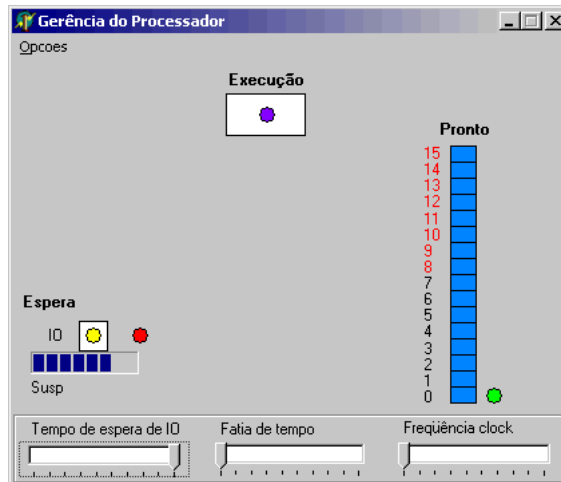 Gerência do Processador
Opcoes
Execução
Pronto
15
14
13
12
11
10
9
8
7
6
5
4
3
2
1
0
Espera
IO
Susp
Tempo de espera de IO
Fatia de tempo
Freqüência clock